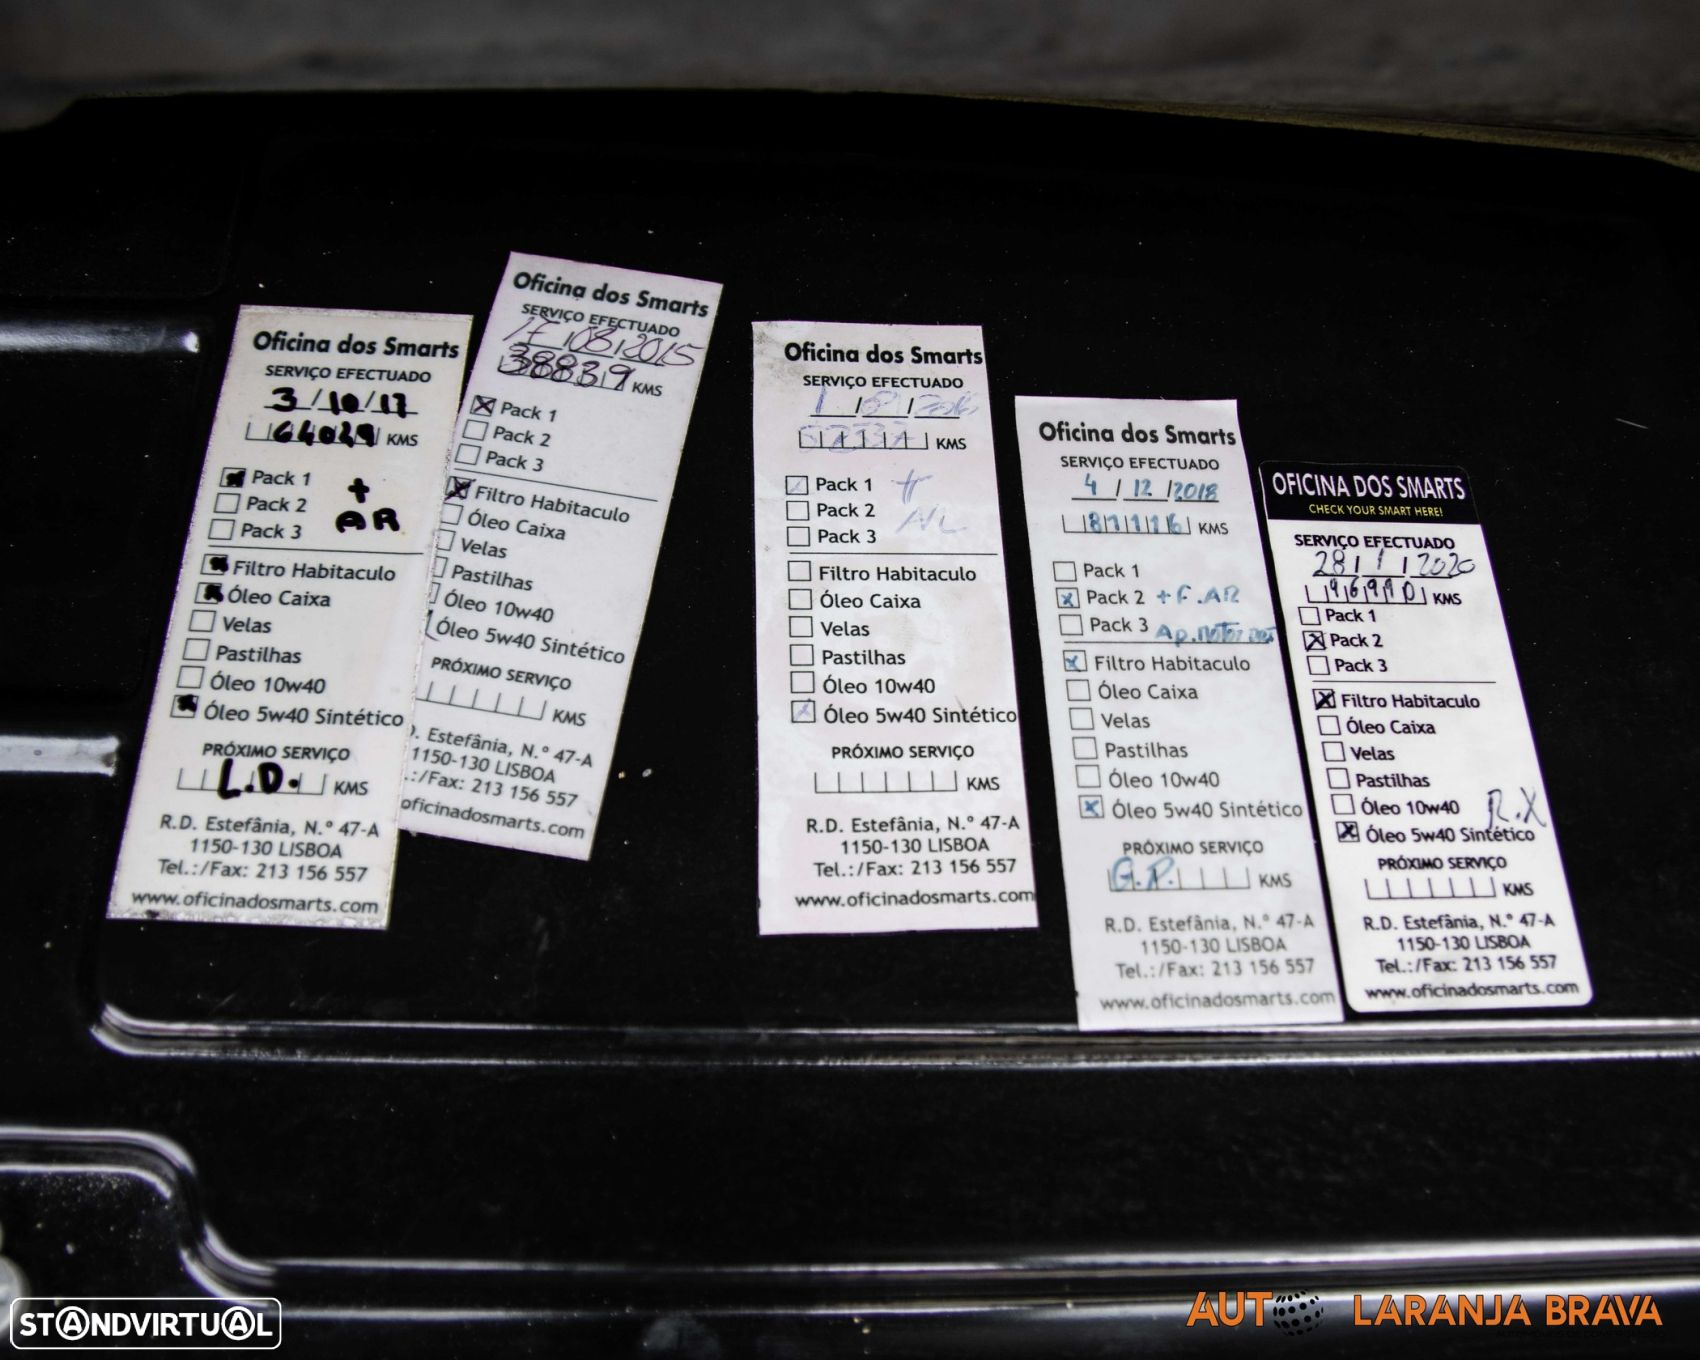 Oficina dos Smarts
SERVIÇO EFECTUADO
3/10/17
64049 KMS
Pack 1
Pack 2 +
Pack 3 AR
Filtro Habitaculo
Óleo Caixa
Velas
Pastilhas
Óleo 10w40
Óleo 5w40 Sintético
PRÓXIMO SERVIÇO
L.D. KMS
R.D. Estefânia, N.º 47-A
1150-130 LISBOA
Tel.:/Fax: 213 156 557
www.oficinadosmarts.com
Oficina dos Smarts
SERVIÇO EFECTUADO
17/08/2015
38839 KMS
Pack 1
Pack 2
Pack 3
Filtro Habitaculo
Óleo Caixa
Velas
Pastilhas
Óleo 10w40
Óleo 5w40 Sintético
PRÓXIMO SERVIÇO
KMS
. Estefânia, N.º 47-A
1150-130 LISBOA
.:/Fax: 213 156 557
oficinadosmarts.com
Oficina dos Smarts
SERVIÇO EFECTUADO
KMS
Pack 1 +
Pack 2
Pack 3
Filtro Habitaculo
Óleo Caixa
Velas
Pastilhas
Óleo 10w40
Óleo 5w40 Sintético
PRÓXIMO SERVIÇO
KMS
R.D. Estefânia, N.º 47-A
1150-130 LISBOA
Tel.:/Fax: 213 156 557
www.oficinadosmarts.com
Oficina dos Smarts
SERVIÇO EFECTUADO
4/12/2018
KMS
Pack 1
Pack 2 + F. AR
Pack 3
Filtro Habitaculo
Óleo Caixa
Velas
Pastilhas
Óleo 10w40
Óleo 5w40 Sintético
PRÓXIMO SERVIÇO
G.P. KMS
R.D. Estefânia, N.º 47-A
1150-130 LISBOA
Tel.:/Fax: 213 156 557
www.oficinadosmarts.com
OFICINA DOS SMARTS
CHECK YOUR SMART HERE!
SERVIÇO EFECTUADO
28/1/2020
KMS
Pack 1
Pack 2
Pack 3
Filtro Habitaculo
Óleo Caixa
Velas
Pastilhas
Óleo 10w40 R.X
Óleo 5w40 Sintético
PRÓXIMO SERVIÇO
KMS
R.D. Estefânia, N.º 47-A
1150-130 LISBOA
Tel.:/Fax: 213 156 557
www.oficinadosmarts.com
STANDVIRTUAL
AUTO LARANJA BRAVA